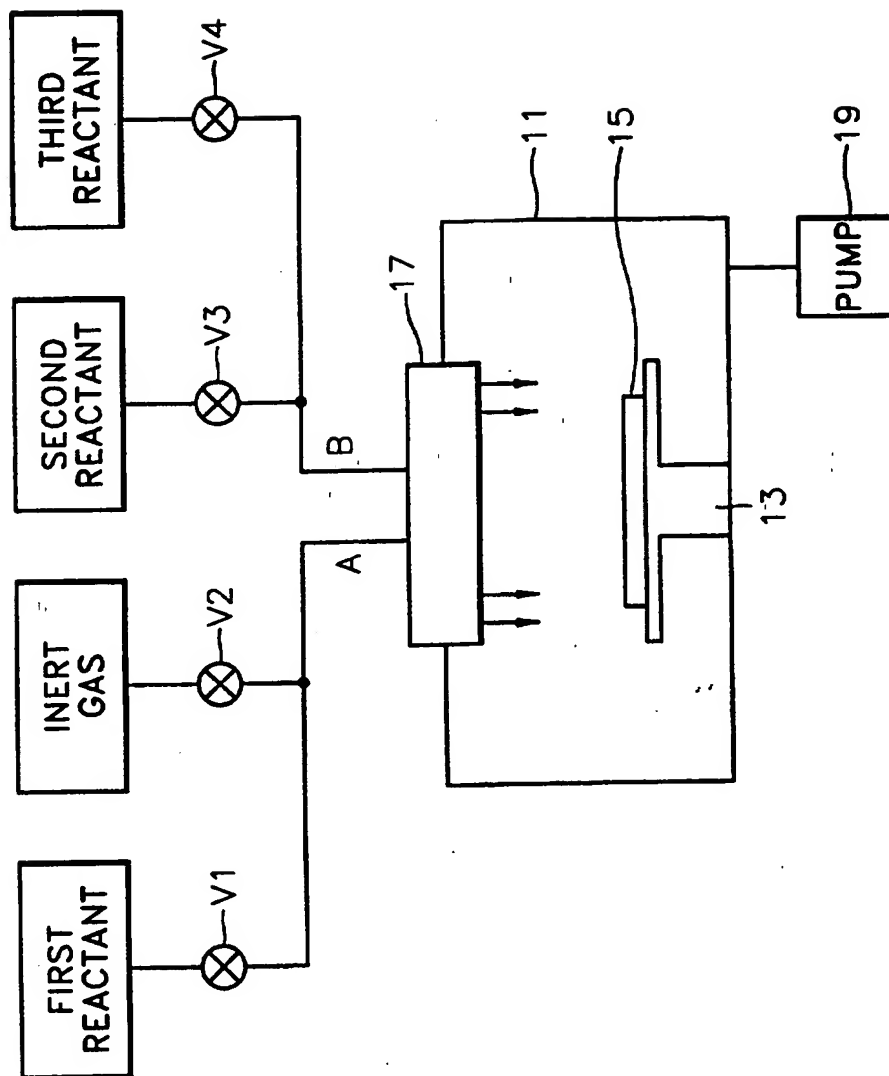 FIRST
REACTANT
INERT
GAS
SECOND
REACTANT
THIRD
REACTANT
V1
V2
V3
V4
A
B
17
11
15
13
PUMP
19